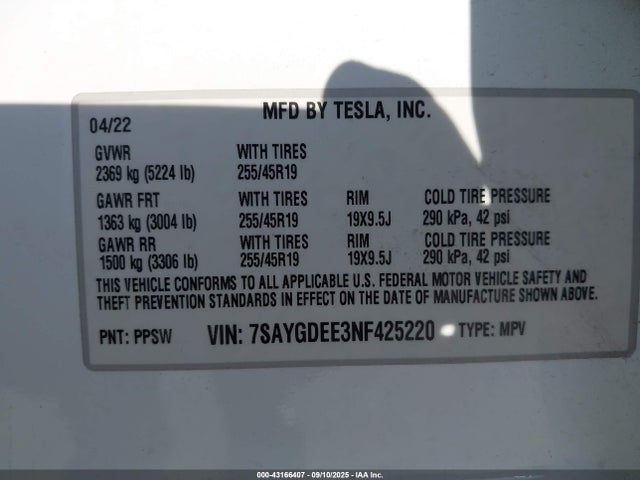 MFD BY TESLA, INC.
04/22
GVWR WITH TIRES
2369 kg (5224 lb) 255/45R19
GAWR FRT WITH TIRES RIM COLD TIRE PRESSURE
1363 kg (3004 lb) 255/45R19 19X9.5J 290 kPa, 42 psi
GAWR RR WITH TIRES RIM COLD TIRE PRESSURE
1500 kg (3306 lb) 255/45R19 19X9.5J 290 kPa, 42 psi
THIS VEHICLE CONFORMS TO ALL APPLICABLE U.S. FEDERAL MOTOR VEHICLE SAFETY AND
THEFT PREVENTION STANDARDS IN EFFECT ON THE DATE OF MANUFACTURE SHOWN ABOVE.
PNT: PPSW VIN: 7SAYGDEE3NF425220 TYPE: MPV
000-43166407 - 09/10/2025 - IAA Inc.